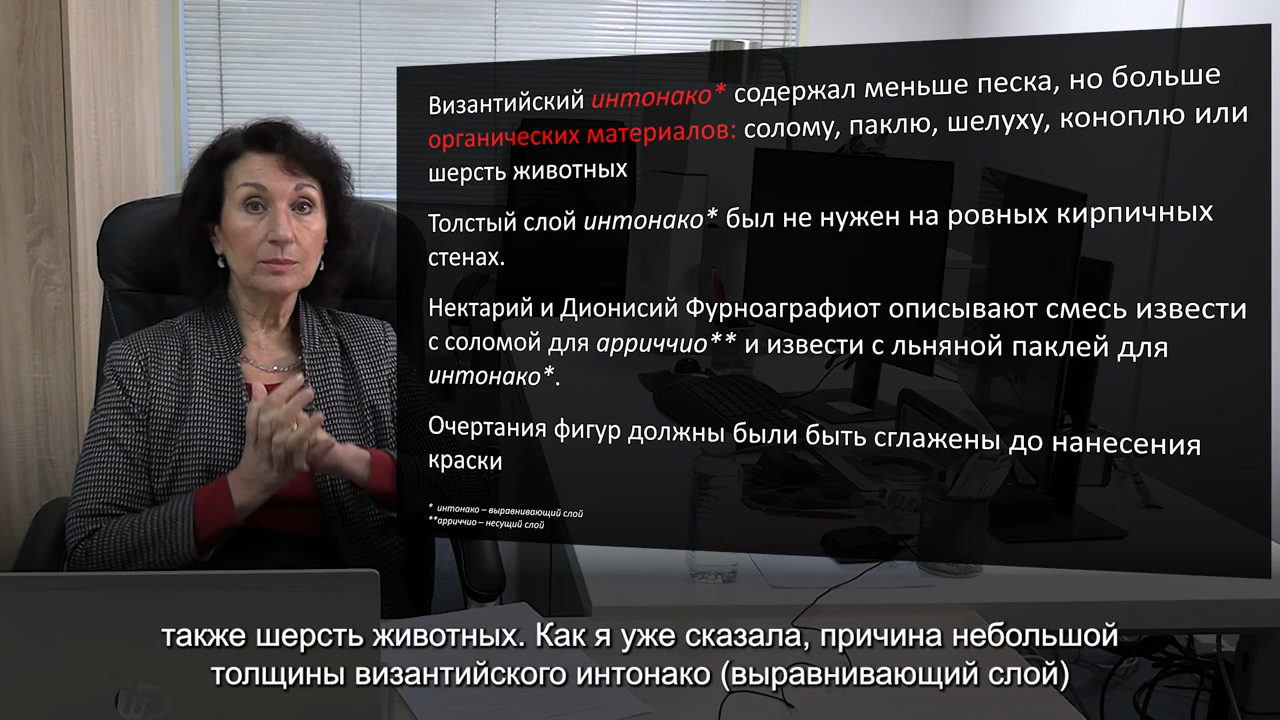 Византийский интонако* содержал меньше песка, но больше
органических материалов: солому, паклю, шелуху, коноплю или
шерсть животных
Толстый слой интонако* был не нужен на ровных кирпичных
стенах.
Нектарий и Дионисий Фурноаграфиот описывают смесь извести
с соломой для арриччио** и извести с льняной паклей для
интонако*.
Очертания фигур должны были быть сглажены до нанесения
краски
* интонако – выравнивающий слой
**арриччио – несущий слой
также шерсть животных. Как я уже сказала, причина небольшой
толщины византийского интонако (выравнивающий слой)